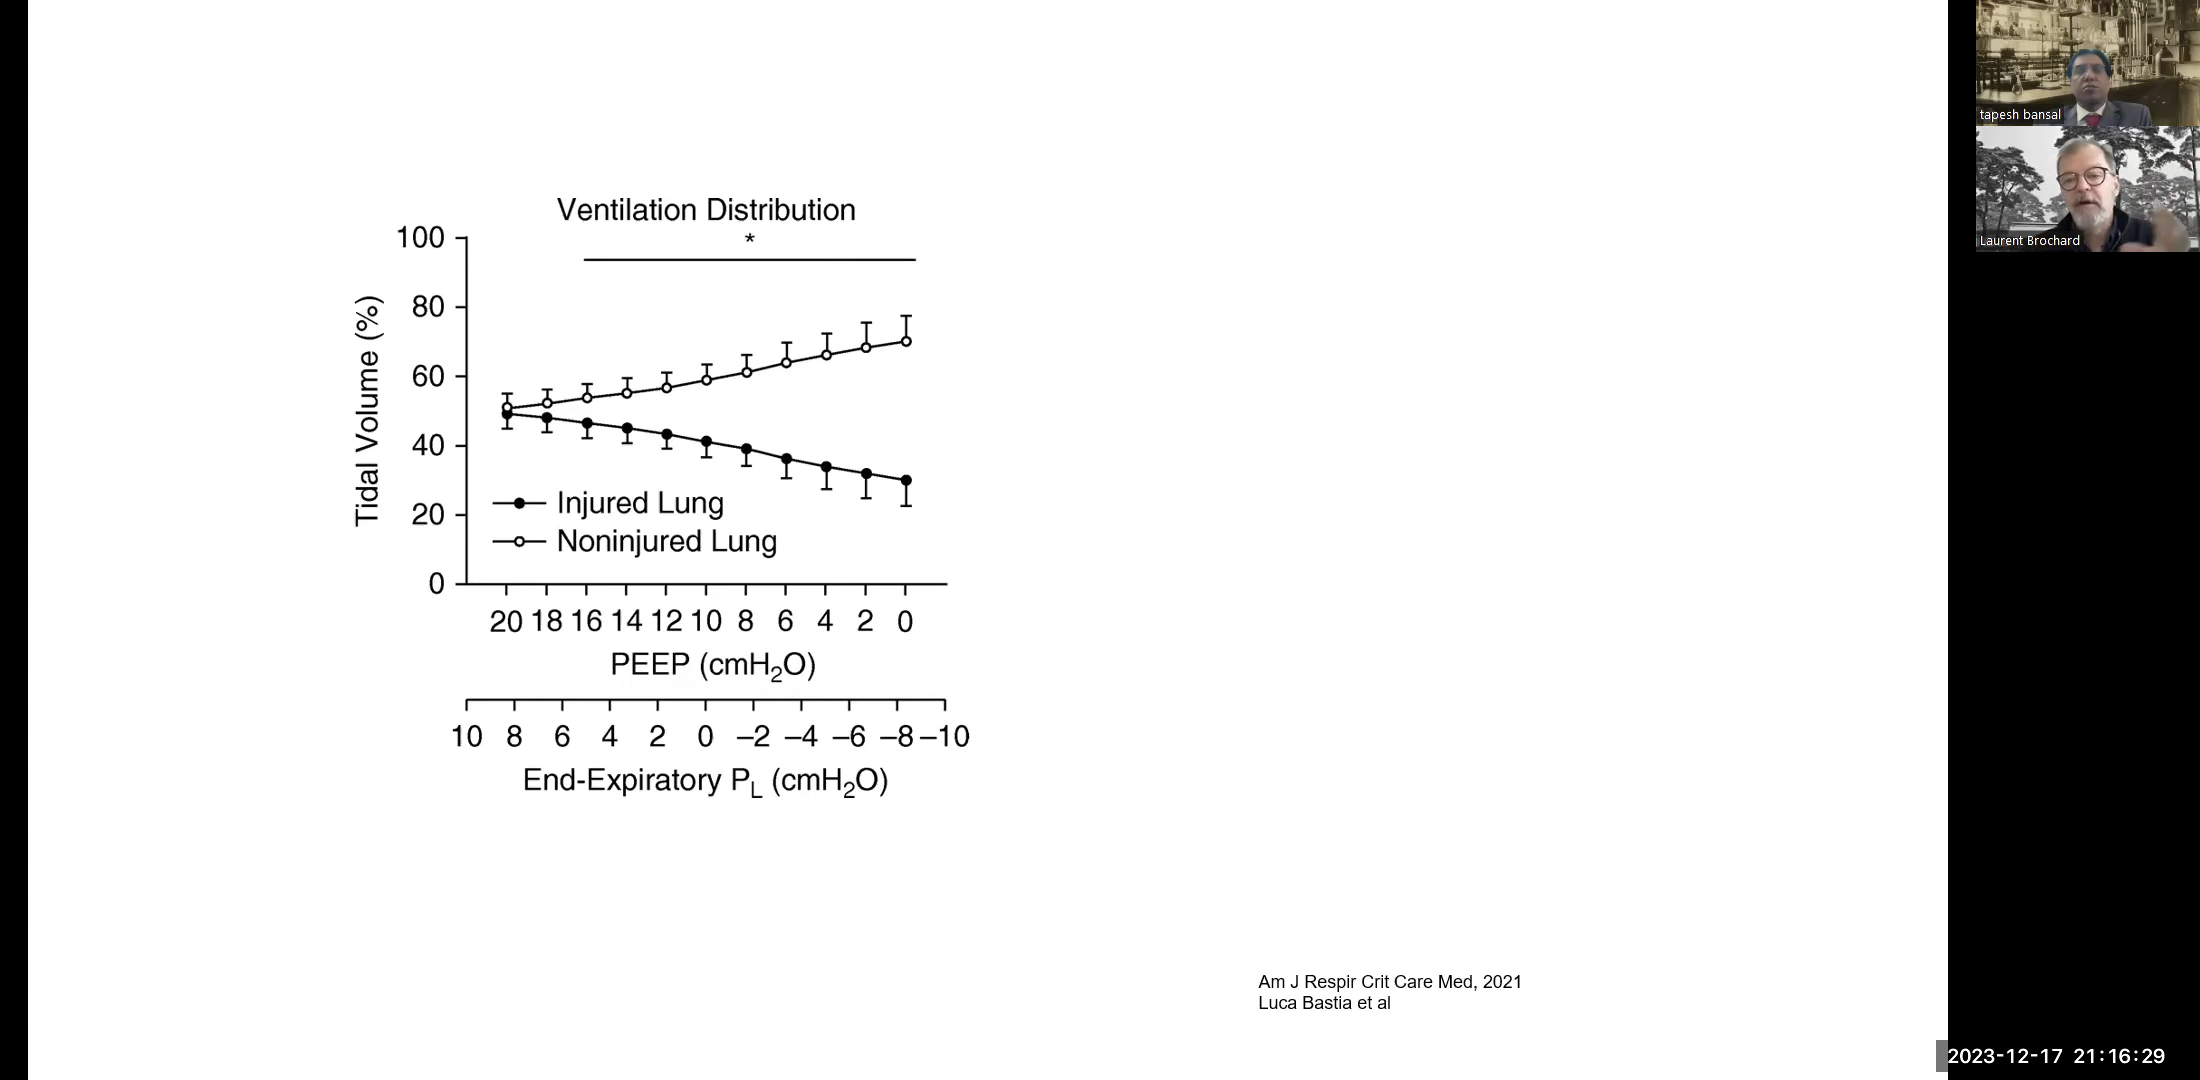 Ventilation Distribution
*
100
80
60
40
20
0
Tidal Volume (%)
Injured Lung
Noninjured Lung
20 18 16 14 12 10 8 6 4 2 0
PEEP (cmH₂O)
10 8 6 4 2 0 –2 –4 –6 –8 –10
End-Expiratory P_L (cmH₂O)
Am J Respir Crit Care Med, 2021
Luca Bastia et al
tapesh bansal
Laurent Brochard
2023-12-17 21:16:29